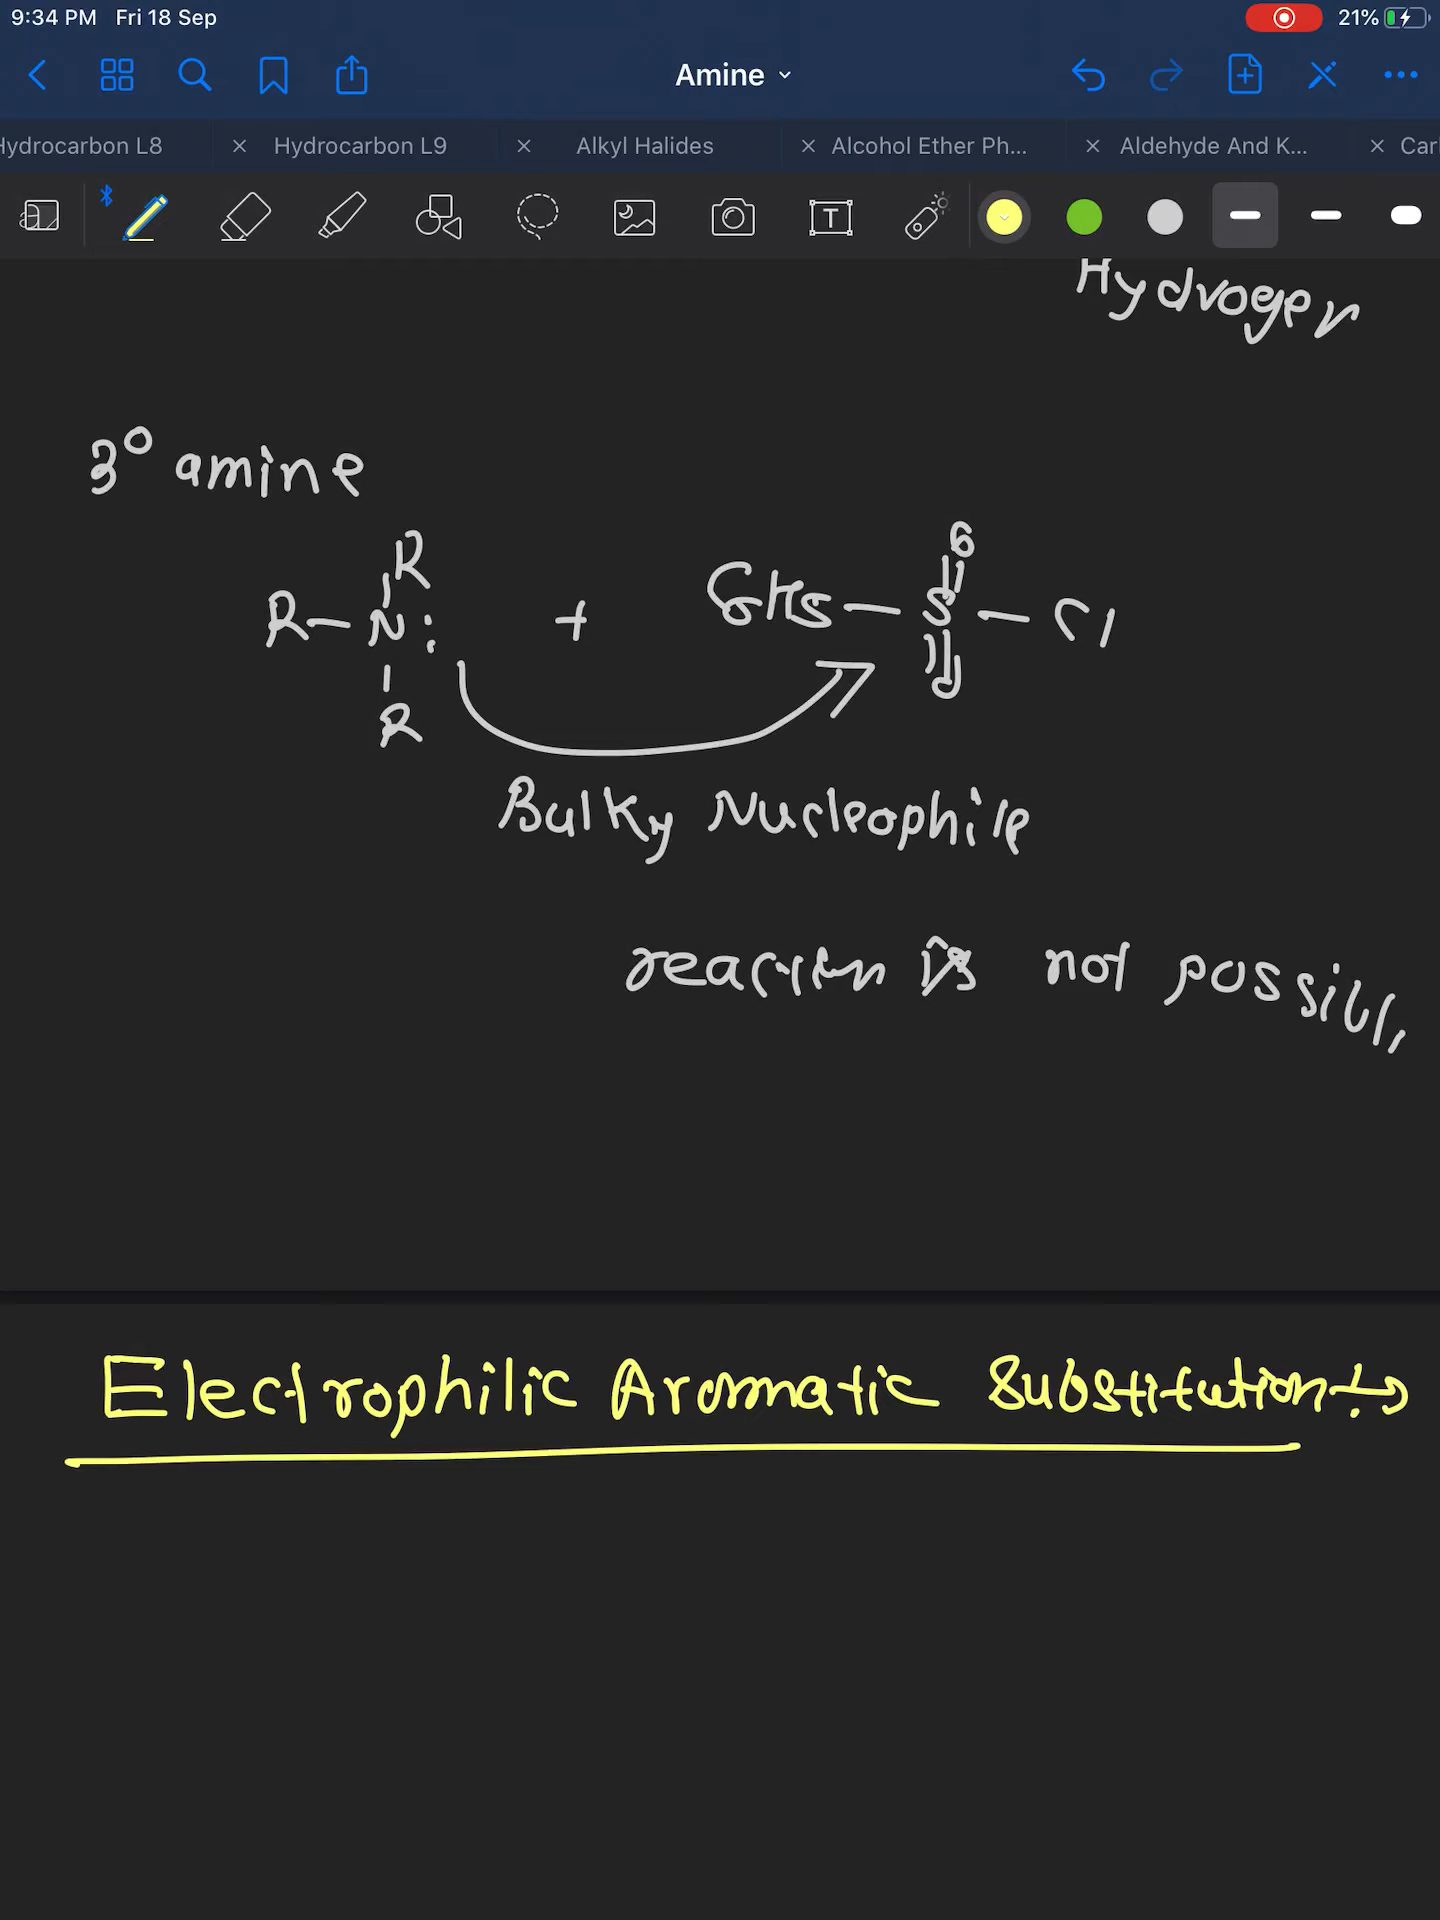 9:34 PM Fri 18 Sep 21%
Amine
Hydrocarbon L8 Hydrocarbon L9 Alkyl Halides Alcohol Ether Ph... Aldehyde And K... Car
T
Hydrogen
3° amine
R
R-N: + C6H5-S-Cl
O
O
R
Bulky Nucleophile
reaction is not
Electrophilic Aromatic Substitution:→